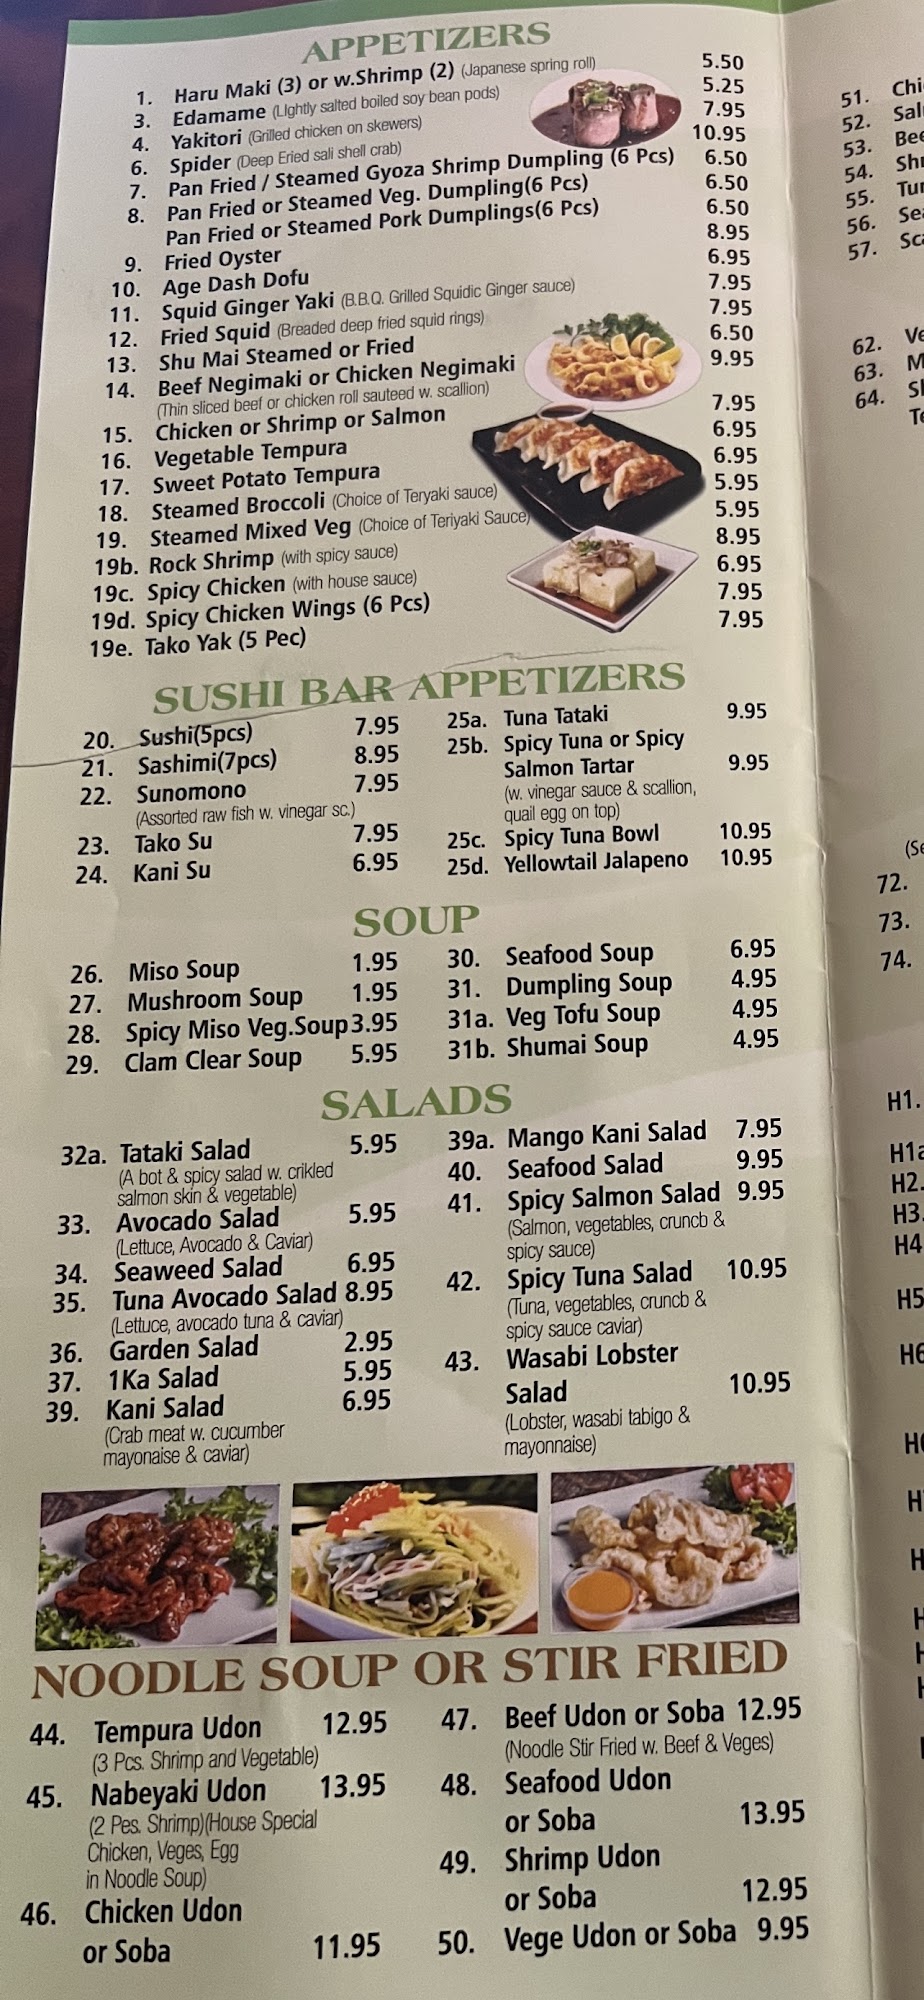 APPETIZERS
1. Haru Maki (3) or w.Shrimp (2) (Japanese spring roll) 5.50
3. Edamame (Lightly salted boiled soy bean pods) 5.25
4. Yakitori (Grilled chicken on skewers) 7.95
6. Spider (Deep Eried sali shell crab) 10.95
7. Pan Fried / Steamed Gyoza Shrimp Dumpling (6 Pcs) 6.50
8. Pan Fried or Steamed Veg. Dumpling(6 Pcs) 6.50
Pan Fried or Steamed Pork Dumplings(6 Pcs) 6.50
9. Fried Oyster 8.95
10. Age Dash Dofu 6.95
11. Squid Ginger Yaki (B.B.Q. Grilled Squidic Ginger sauce) 7.95
12. Fried Squid (Breaded deep fried squid rings) 7.95
13. Shu Mai Steamed or Fried 6.50
14. Beef Negimaki or Chicken Negimaki 9.95
(Thin sliced beef or chicken roll sauteed w. scallion)
15. Chicken or Shrimp or Salmon 7.95
16. Vegetable Tempura 6.95
17. Sweet Potato Tempura 6.95
18. Steamed Broccoli (Choice of Teryaki sauce) 5.95
19. Steamed Mixed Veg (Choice of Teriyaki Sauce) 5.95
19b. Rock Shrimp (with spicy sauce) 8.95
19c. Spicy Chicken (with house sauce) 6.95
19d. Spicy Chicken Wings (6 Pcs) 7.95
19e. Tako Yak (5 Pec) 7.95
SUSHI BAR APPETIZERS
20. Sushi(5pcs) 7.95
21. Sashimi(7pcs) 8.95
22. Sunomono 7.95
(Assorted raw fish w. vinegar sc.)
23. Tako Su 7.95
24. Kani Su 6.95
25a. Tuna Tataki 9.95
25b. Spicy Tuna or Spicy
Salmon Tartar 9.95
(w. vinegar sauce & scallion,
quail egg on top)
25c. Spicy Tuna Bowl 10.95
25d. Yellowtail Jalapeno 10.95
SOUP
26. Miso Soup 1.95
27. Mushroom Soup 1.95
28. Spicy Miso Veg.Soup 3.95
29. Clam Clear Soup 5.95
30. Seafood Soup 6.95
31. Dumpling Soup 4.95
31a. Veg Tofu Soup 4.95
31b. Shumai Soup 4.95
SALADS
32a. Tataki Salad 5.95
(A bot & spicy salad w. crikled
salmon skin & vegetable)
33. Avocado Salad 5.95
(Lettuce, Avocado & Caviar)
34. Seaweed Salad 6.95
35. Tuna Avocado Salad 8.95
(Lettuce, avocado tuna & caviar)
36. Garden Salad 2.95
37. 1Ka Salad 5.95
39. Kani Salad 6.95
(Crab meat w. cucumber
mayonaise & caviar)
39a. Mango Kani Salad 7.95
40. Seafood Salad 9.95
41. Spicy Salmon Salad 9.95
(Salmon, vegetables, cruncb &
spicy sauce)
42. Spicy Tuna Salad 10.95
(Tuna, vegetables, cruncb &
spicy sauce caviar)
43. Wasabi Lobster
Salad 10.95
(Lobster, wasabi tabigo &
mayonnaise)
NOODLE SOUP OR STIR FRIED
44. Tempura Udon 12.95
(3 Pcs. Shrimp and Vegetable)
45. Nabeyaki Udon 13.95
(2 Pes. Shrimp)(House Special
Chicken, Veges, Egg
in Noodle Soup)
46. Chicken Udon
or Soba 11.95
47. Beef Udon or Soba 12.95
(Noodle Stir Fried w. Beef & Veges)
48. Seafood Udon
or Soba 13.95
49. Shrimp Udon
or Soba 12.95
50. Vege Udon or Soba 9.95
51. Chi
52. Sal
53. Bee
54.
55.
56.
57.
62. Ve
63. M
64.
72.
73.
74.
H1.
H2.
H3.